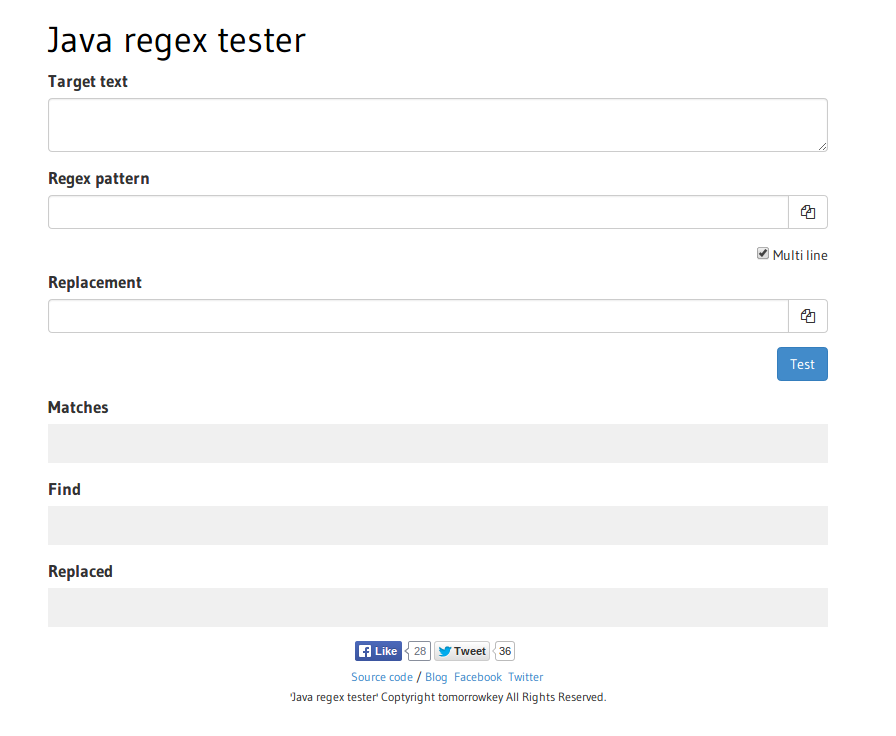 Java regex tester
Target text
Regex pattern
Multi line
Replacement
Test
Matches
Find
Replaced
Like 28 Tweet 36
Source code / Blog Facebook Twitter
'Java regex tester' Coptyright tomorrowkey All Rights Reserved.